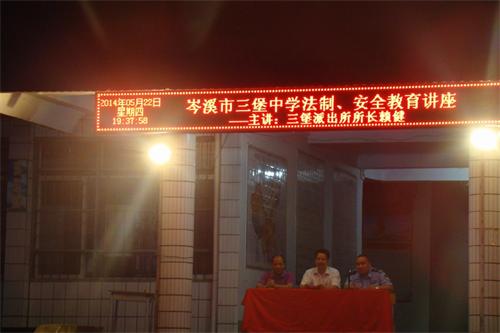 2014年05月22日
星期四
19:37:58
岑溪市三堡中学法制、安全教育讲座
——主讲：三堡派出所所长赖健